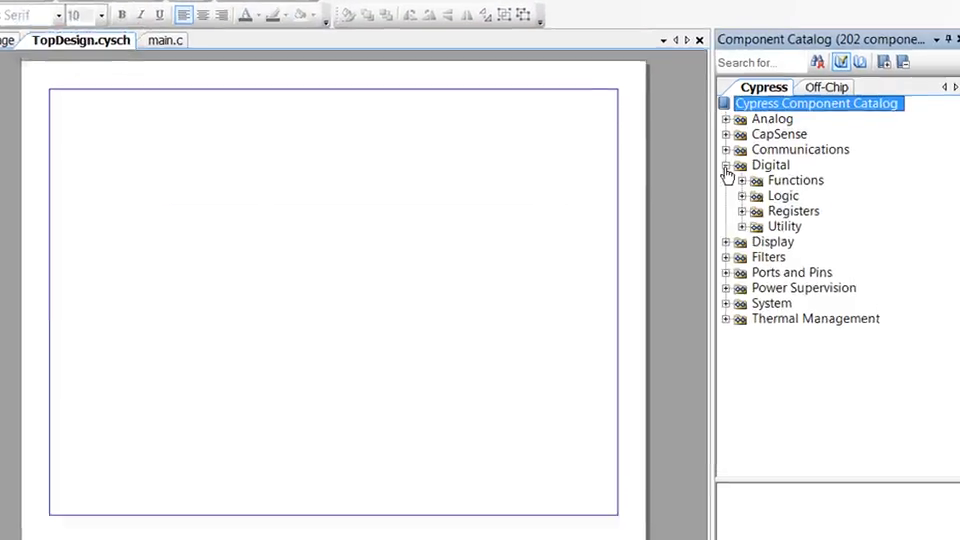 Serif 10 B I U A
ge TopDesign.cysch main.c
Component Catalog (202 compone...
Search for...
Cypress Off-Chip
Cypress Component Catalog
Analog
CapSense
Communications
Digital
Functions
Logic
Registers
Utility
Display
Filters
Ports and Pins
Power Supervision
System
Thermal Management